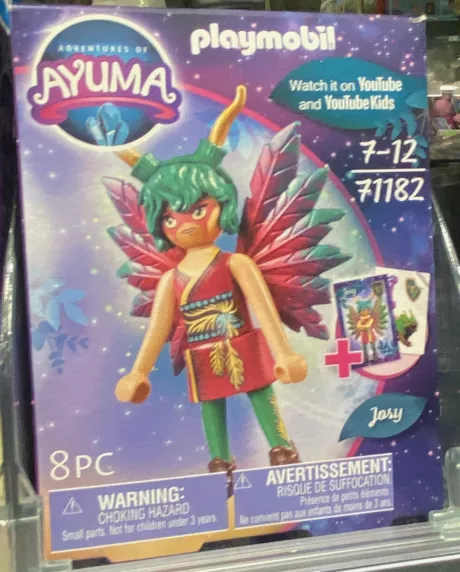 ADVENTURES OF
AYUMA
playmobil
Watch it on YouTube
and YouTube Kids
7-12
71182
Josy
8PC
WARNING:
CHOKING HAZARD
Small parts. Not for children under 3 years.
AVERTISSEMENT:
RISQUE DE SUFFOCATION.
Présence de petits éléments.
Ne convient pas aux enfants de moins de 3 ans.